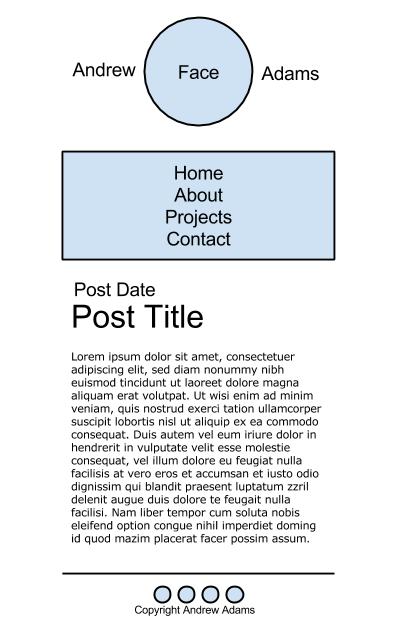 Andrew Face Adams
Home
About
Projects
Contact
Post Date
Post Title
Lorem ipsum dolor sit amet, consectetuer
adipiscing elit, sed diam nonummy nibh
euismod tincidunt ut laoreet dolore magna
aliquam erat volutpat. Ut wisi enim ad minim
veniam, quis nostrud exerci tation ullamcorper
suscipit lobortis nisl ut aliquip ex ea commodo
consequat. Duis autem vel eum iriure dolor in
hendrerit in vulputate velit esse molestie
consequat, vel illum dolore eu feugiat nulla
facilisis at vero eros et accumsan et iusto odio
dignissim qui blandit praesent luptatum zzril
delenit augue duis dolore te feugait nulla
facilisi. Nam liber tempor cum soluta nobis
eleifend option congue nihil imperdiet doming
id quod mazim placerat facer possim assum.
Copyright Andrew Adams